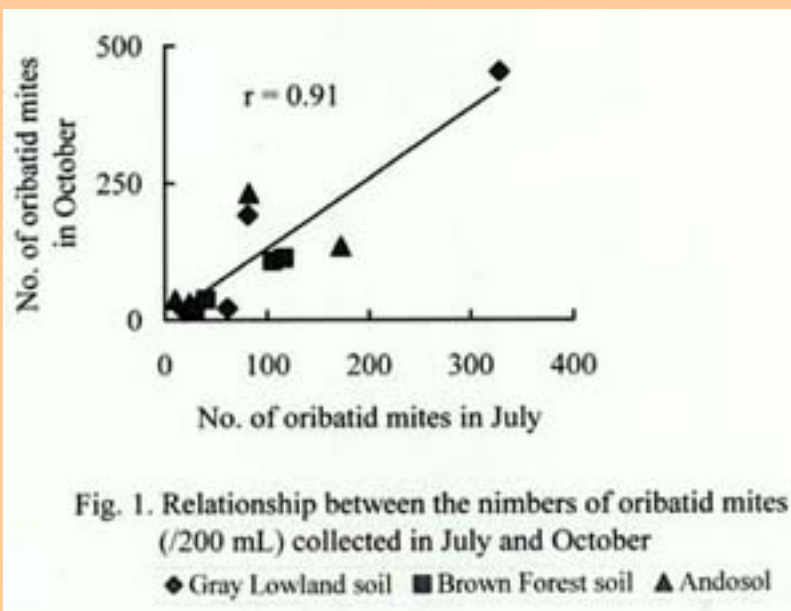 No. of oribatid mites
in October
500
250
0
r = 0.91
0 100 200 300 400
No. of oribatid mites in July
Fig. 1. Relationship between the nimbers of oribatid mites
(/200 mL) collected in July and October
◆ Gray Lowland soil ■ Brown Forest soil ▲ Andosol